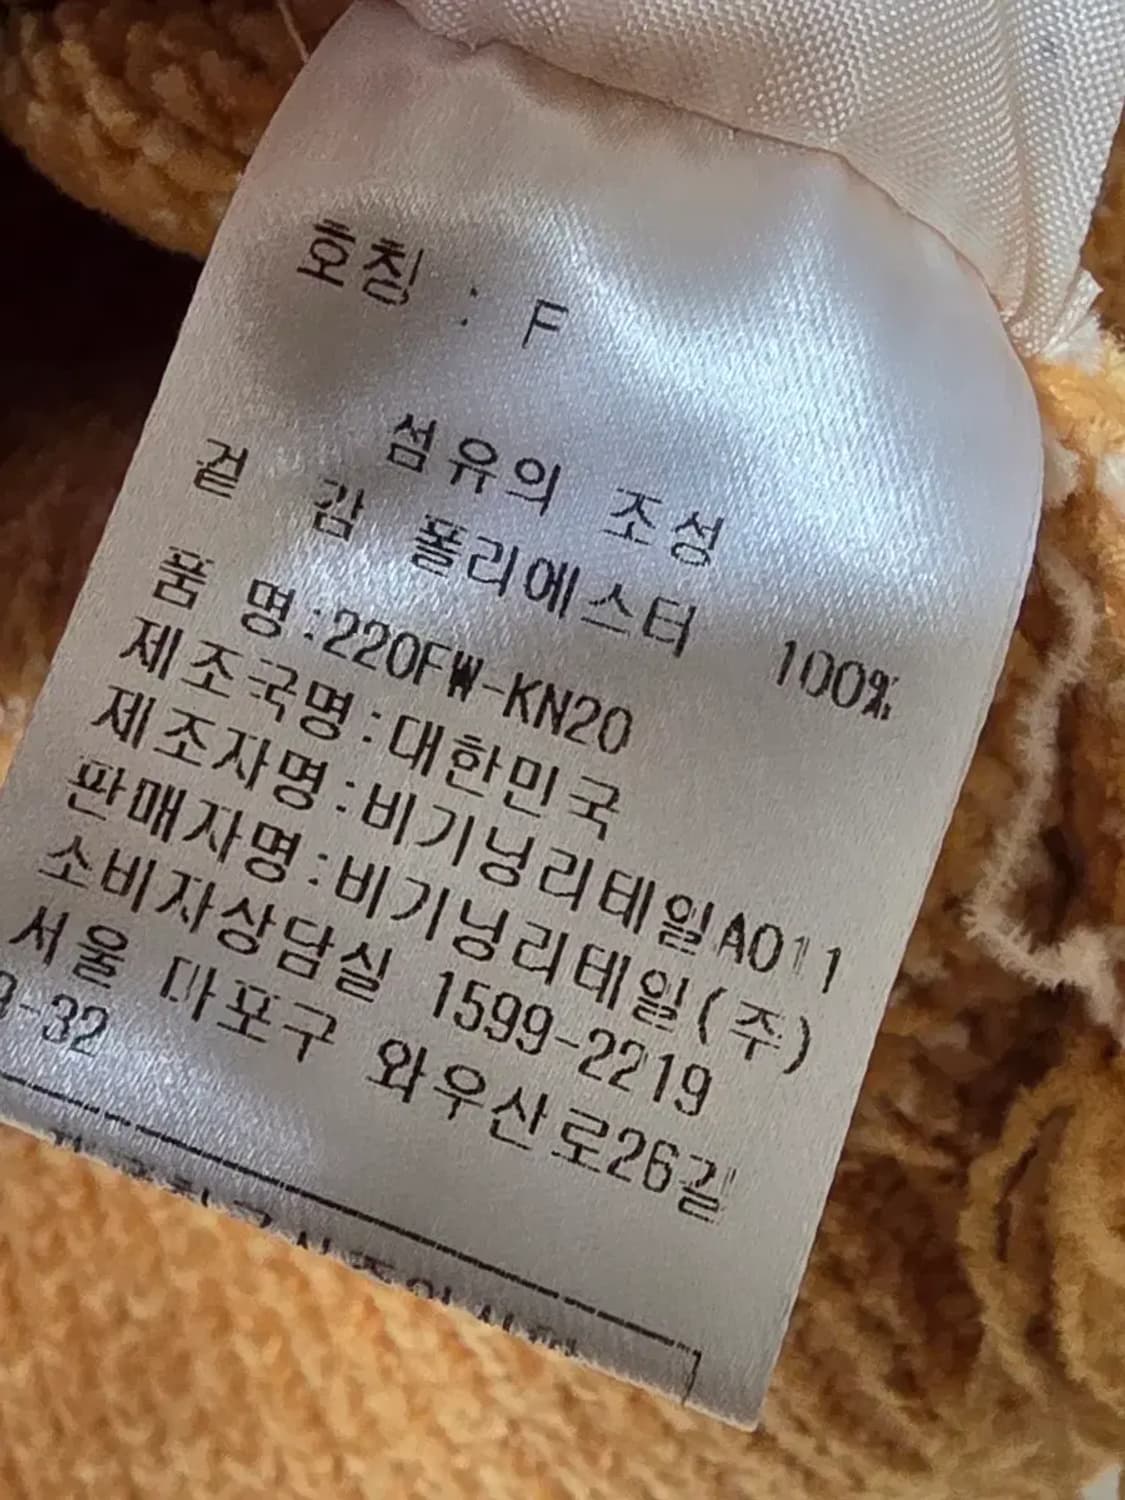 호칭 : F
섬유의 조성
겉 감 폴리에스터 100%
품 명:220FW-KN20
제조국명:대한민국
제조자명:비기닝리테일A011
판매자명:비기닝리테일(주)
소비자상담실 1599-2219
서울 마포구 와우산로26길
-32